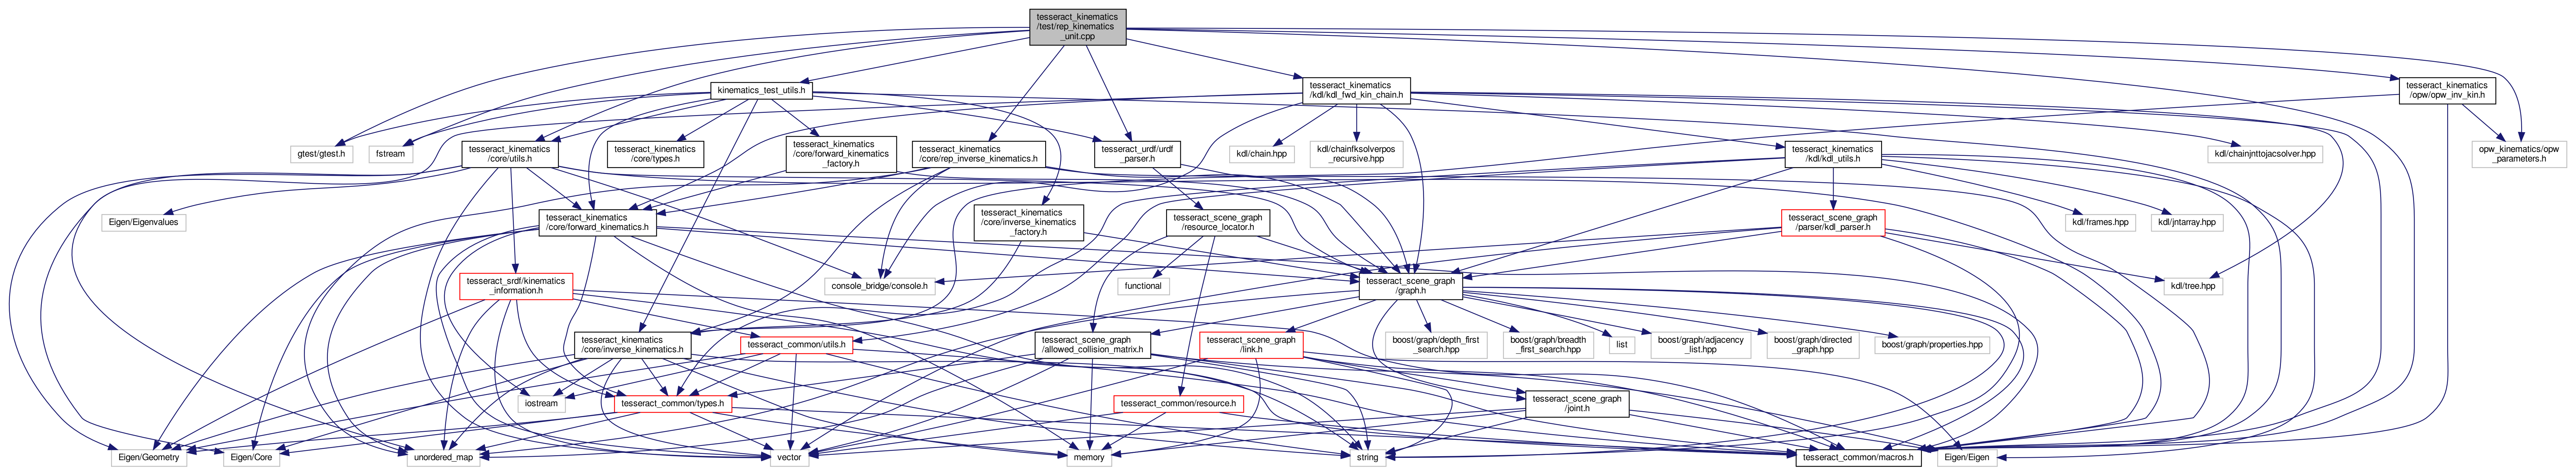 tesseract_kinematics
/test/rep_kinematics
_unit.cpp
kinematics_test_utils.h
tesseract_kinematics
/kdl/kdl_fwd_kin_chain.h
tesseract_kinematics
/opw/opw_inv_kin.h
gtest/gtest.h
fstream
tesseract_kinematics
/core/utils.h
tesseract_kinematics
/core/types.h
tesseract_kinematics
/core/forward_kinematics
_factory.h
tesseract_kinematics
/core/rep_inverse_kinematics.h
tesseract_urdf/urdf
_parser.h
kdl/chain.hpp
kdl/chainfksolverpos
_recursive.hpp
tesseract_kinematics
/kdl/kdl_utils.h
kdl/chainjnttojacsolver.hpp
opw_kinematics/opw
_parameters.h
Eigen/Eigenvalues
tesseract_kinematics
/core/forward_kinematics.h
tesseract_kinematics
/core/inverse_kinematics
_factory.h
tesseract_scene_graph
/resource_locator.h
tesseract_scene_graph
/parser/kdl_parser.h
kdl/frames.hpp
kdl/jntarray.hpp
tesseract_srdf/kinematics
_information.h
console_bridge/console.h
functional
tesseract_scene_graph
/graph.h
kdl/tree.hpp
tesseract_kinematics
/core/inverse_kinematics.h
tesseract_common/utils.h
tesseract_scene_graph
/allowed_collision_matrix.h
tesseract_scene_graph
/link.h
boost/graph/depth_first
_search.hpp
boost/graph/breadth
_first_search.hpp
list
boost/graph/adjacency
_list.hpp
boost/graph/directed
_graph.hpp
boost/graph/properties.hpp
iostream
tesseract_common/types.h
tesseract_common/resource.h
tesseract_scene_graph
/joint.h
Eigen/Geometry
Eigen/Core
unordered_map
vector
memory
string
tesseract_common/macros.h
Eigen/Eigen